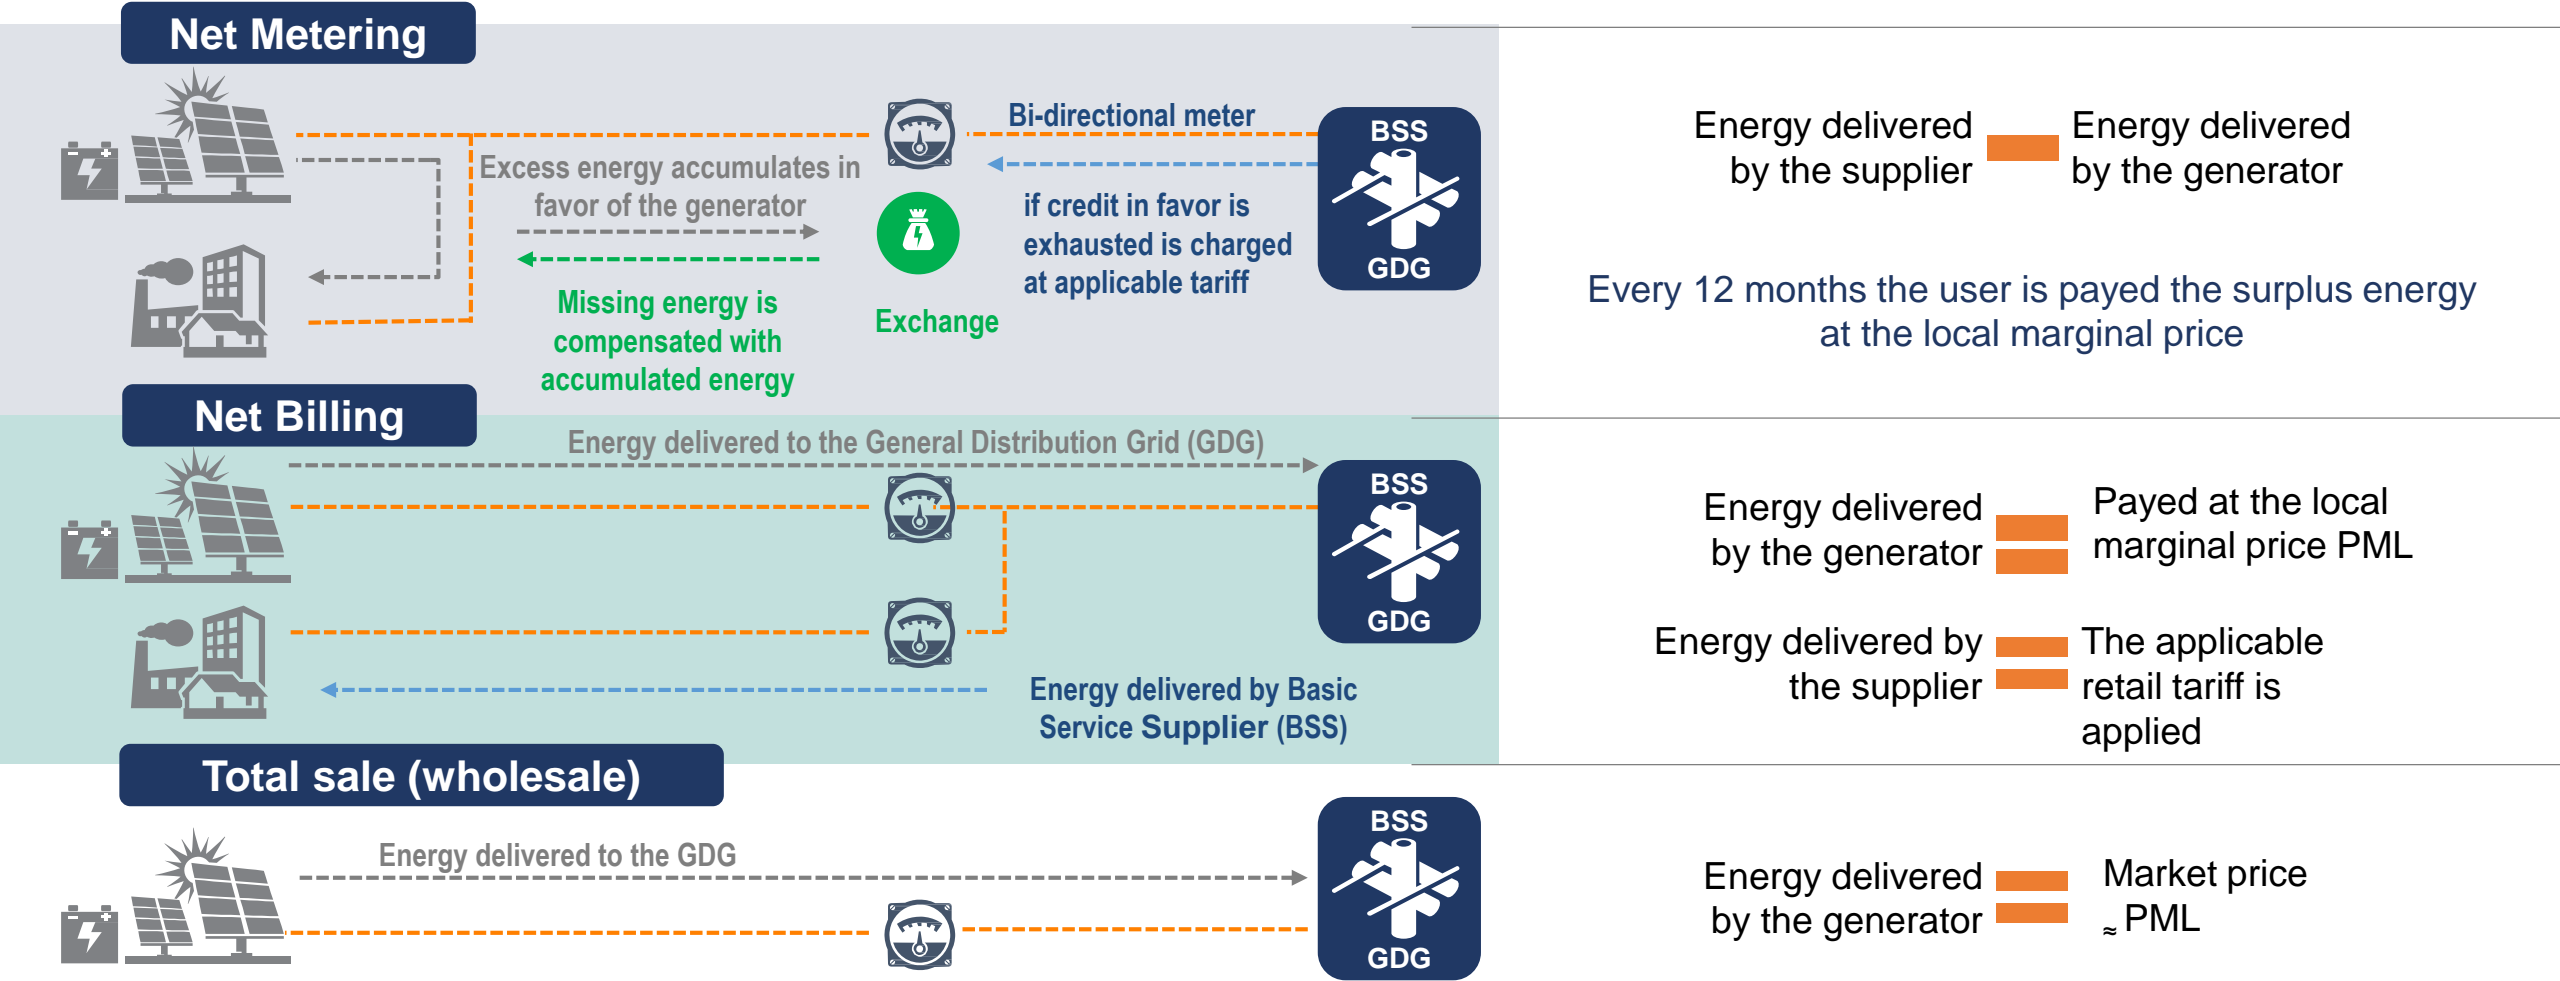 Net Metering
Bi-directional meter
BSS
GDG
Excess energy accumulates in
favor of the generator
if credit in favor is
exhausted is charged
at applicable tariff
Missing energy is
compensated with
accumulated energy
Exchange
Energy delivered
by the supplier
Energy delivered
by the generator
Every 12 months the user is payed the surplus energy
at the local marginal price
Net Billing
Energy delivered to the General Distribution Grid (GDG)
BSS
GDG
Energy delivered by Basic
Service Supplier (BSS)
Energy delivered
by the generator
Payed at the local
marginal price PML
Energy delivered by
the supplier
The applicable
retail tariff is
applied
Total sale (wholesale)
Energy delivered to the GDG
BSS
GDG
Energy delivered
by the generator
Market price
≈ PML